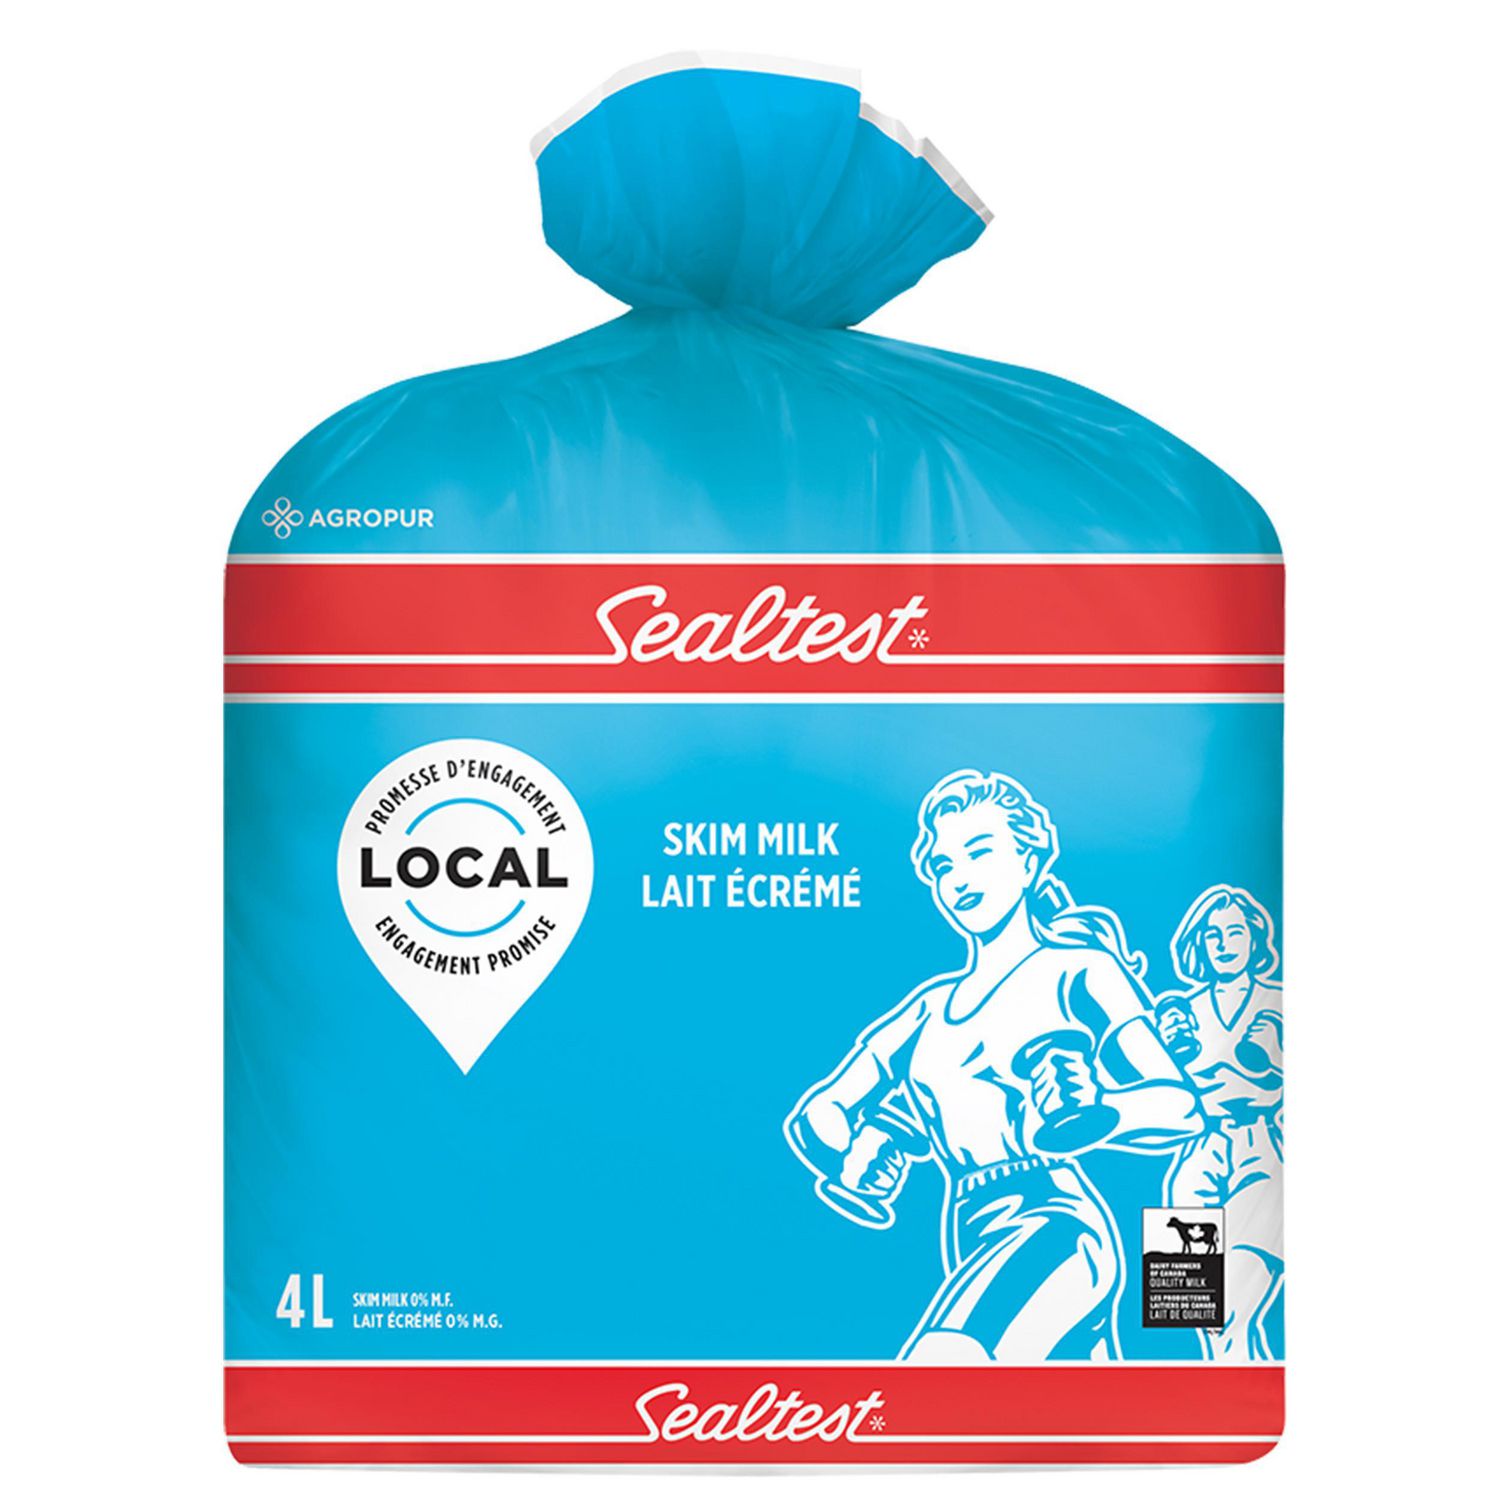 AGROPUR
Sealtest*
PROMESSE D'ENGAGEMENT
LOCAL
ENGAGEMENT PROMISE
SKIM MILK
LAIT ÉCRÉMÉ
4L
SKIM MILK 0% M.F.
LAIT ÉCRÉMÉ 0% M.G.
DAIRY FARMERS
OF CANADA
QUALITY MILK
LES PRODUCTEURS
LAITIERS DU CANADA
LAIT DE QUALITÉ
Sealtest*